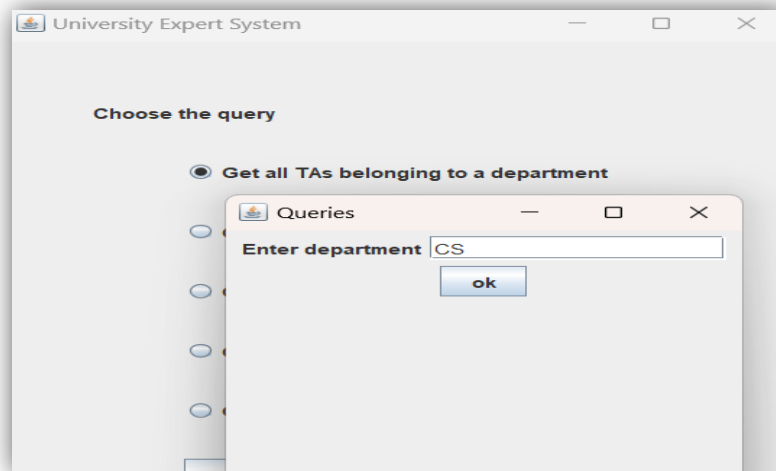 University Expert System
Choose the query
Get all TAs belonging to a department
Queries
Enter department CS
ok